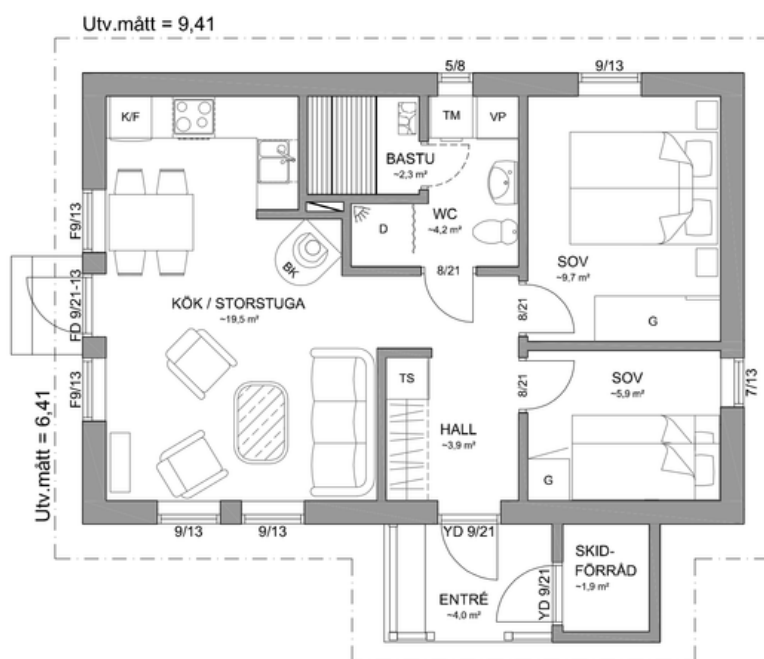 Utv.mått = 9,41
5/8
9/13
K/F
TM
VP
BASTU
~2,3 m²
WC
~4,2 m²
D
F9/13
BK
8/21
SOV
~9,7 m²
FD 9/21-13
KÖK / STORSTUGA
~19,5 m²
8/21
G
F9/13
TS
8/21
SOV
~5,9 m²
7/13
Utv.mått = 6,41
HALL
~3,9 m²
G
9/13
9/13
YD 9/21
SKID-
FÖRRÅD
~1,9 m²
YD 9/21
ENTRÉ
~4,0 m²